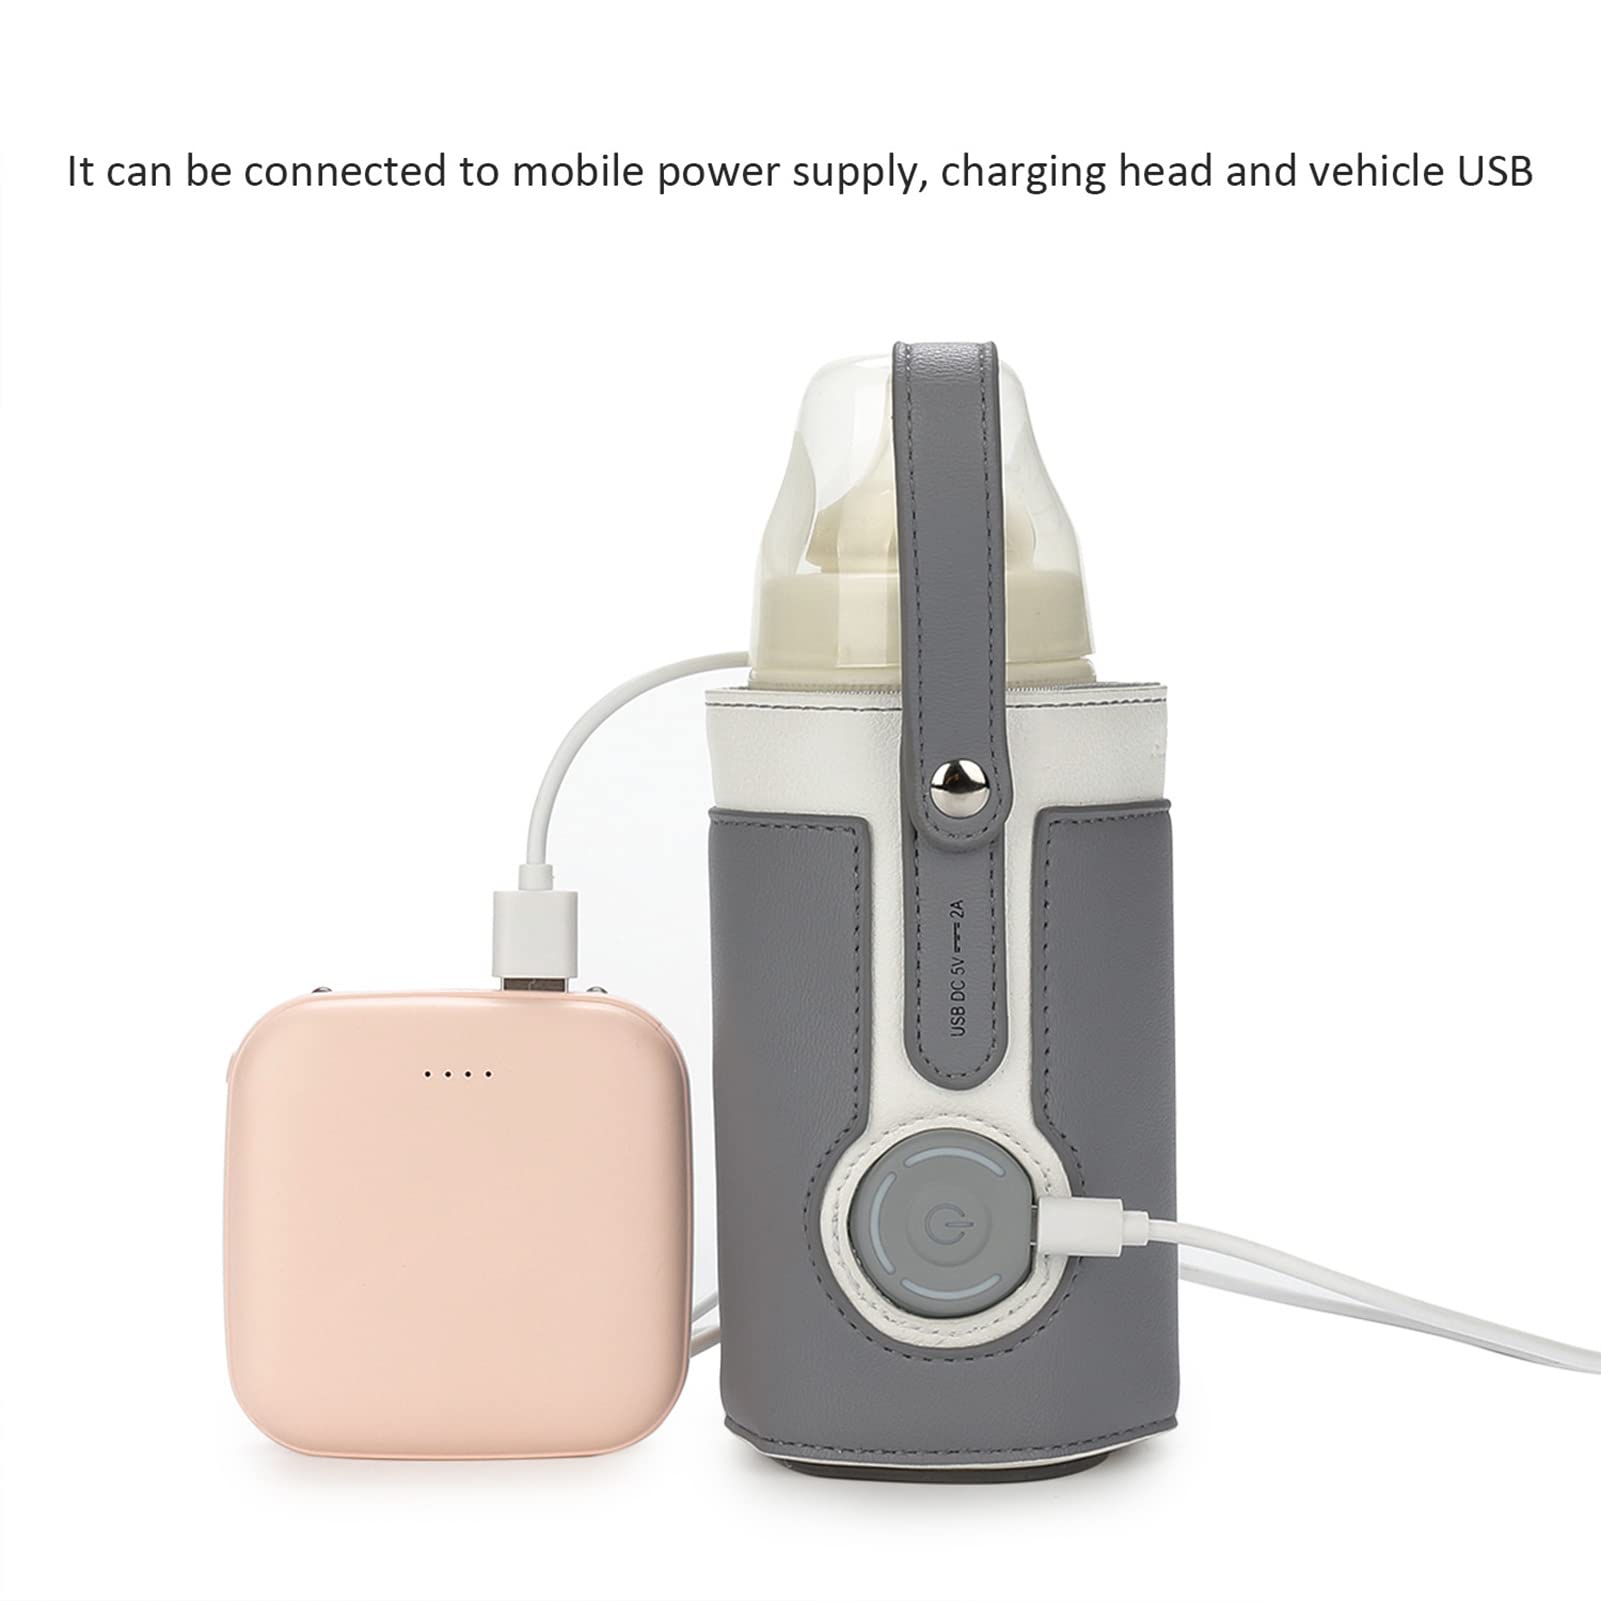 It can be connected to mobile power supply, charging head and vehicle USB
USB DC 5V ⎓ 2A